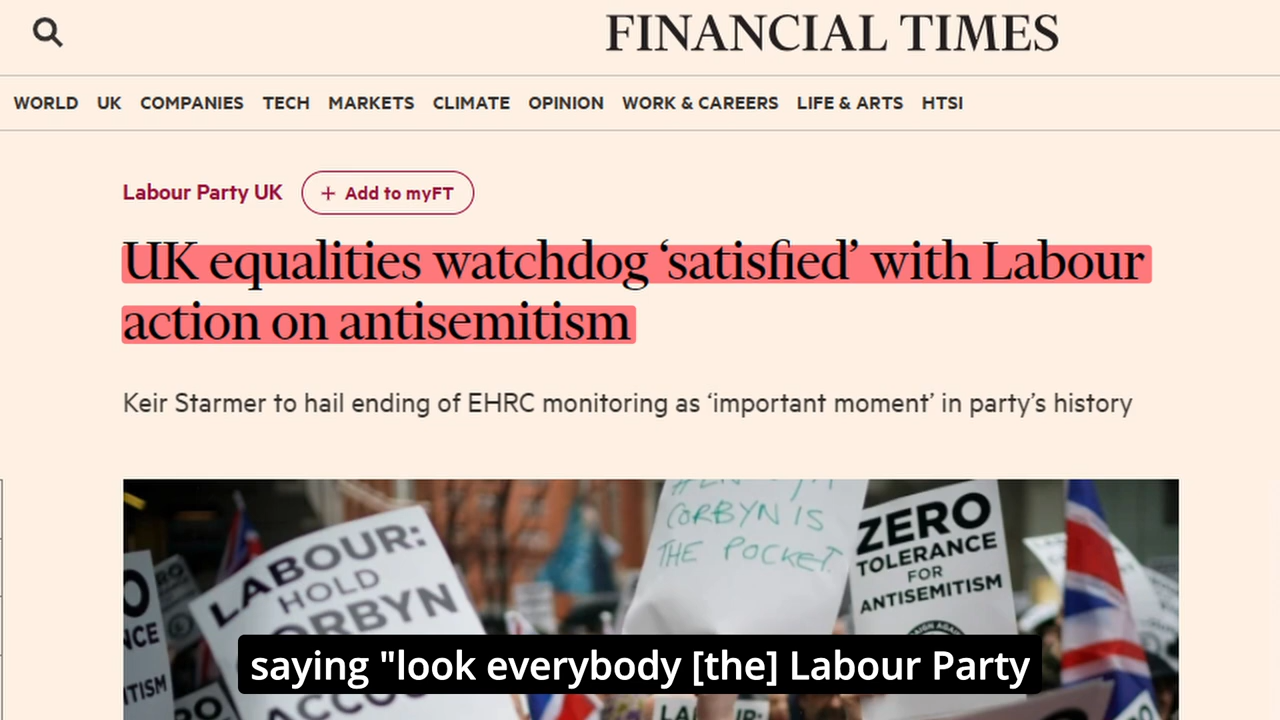 FINANCIAL TIMES
WORLD UK COMPANIES TECH MARKETS CLIMATE OPINION WORK & CAREERS LIFE & ARTS HTSI
Labour Party UK + Add to myFT
UK equalities watchdog ‘satisfied’ with Labour
action on antisemitism
Keir Starmer to hail ending of EHRC monitoring as ‘important moment’ in party’s history
LABOUR:
HOLD
CORBYN IS
THE POCKET
ZERO
TOLERANCE
FOR
ANTISEMITISM
saying "look everybody [the] Labour Party